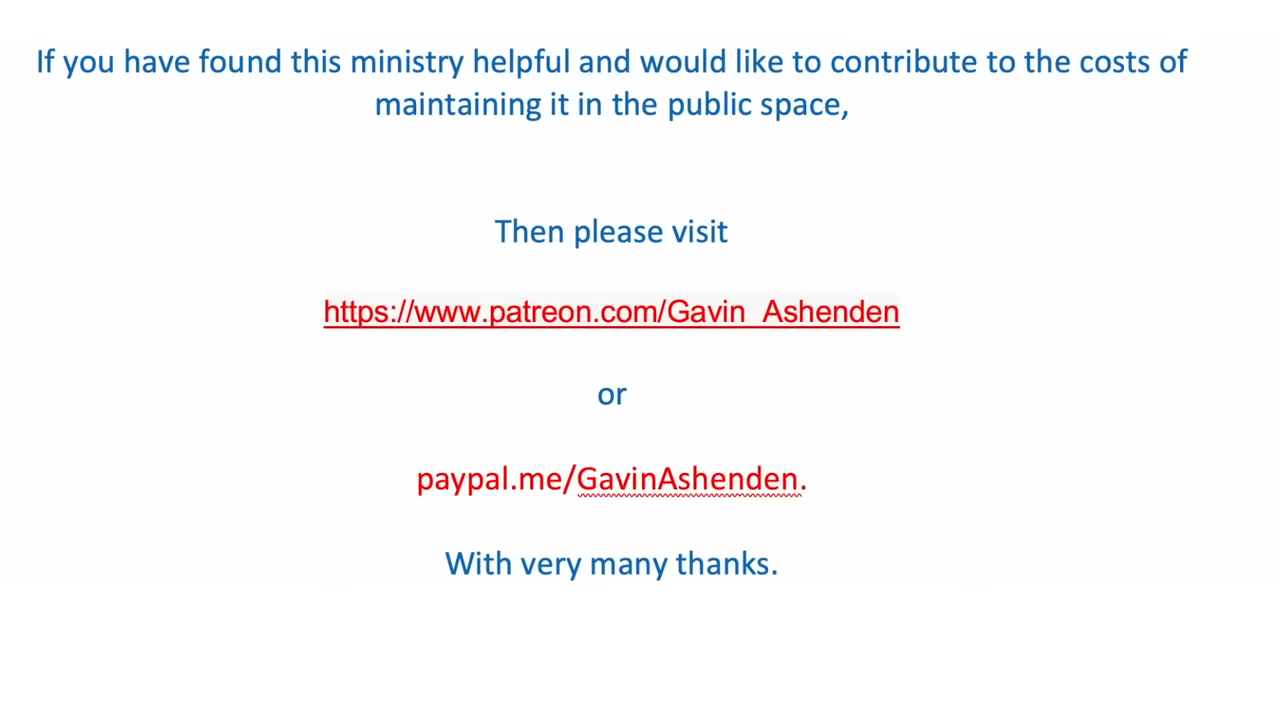 If you have found this ministry helpful and would like to contribute to the costs of
maintaining it in the public space,
Then please visit
https://www.patreon.com/Gavin_Ashenden
or
paypal.me/GavinAshenden.
With very many thanks.